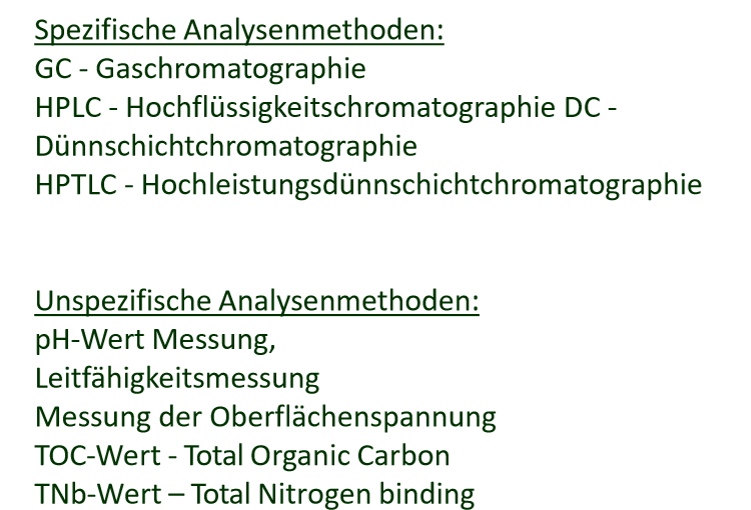 Spezifische Analysenmethoden:
GC - Gaschromatographie
HPLC - Hochflüssigkeitschromatographie DC -
Dünnschichtchromatographie
HPTLC - Hochleistungsdünnschichtchromatographie
Unspezifische Analysenmethoden:
pH-Wert Messung,
Leitfähigkeitsmessung
Messung der Oberflächenspannung
TOC-Wert - Total Organic Carbon
TNb-Wert – Total Nitrogen binding